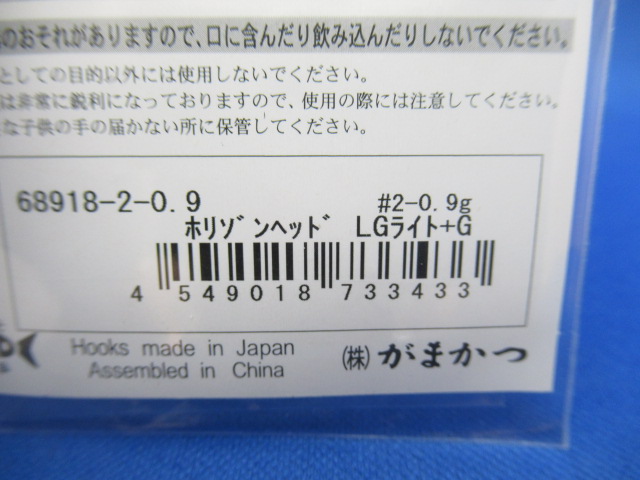 のおそれがありますので、口に含んだり飲み込んだりしないでください。
としての目的以外には使用しないでください。
は非常に鋭利になっておりますので、使用の際には注意してください。
な子供の手の届かない所に保管してください。
68918-2-0.9 #2-0.9g
ﾎﾘｿﾞﾝﾍｯﾄﾞ LGﾗｲﾄ+G
4 549018 733433
Hooks made in Japan
Assembled in China
(株) がまかつ